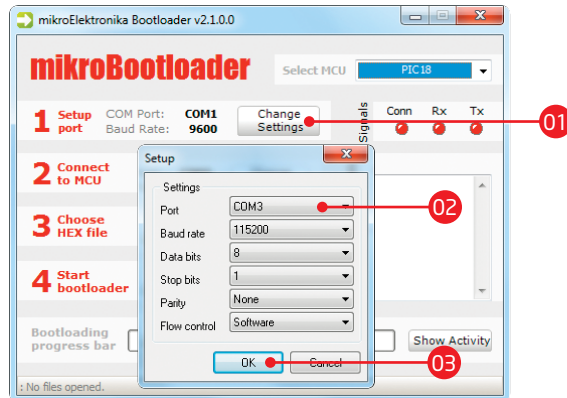 mikroElektronika Bootloader v2.1.0.0
mikroBootloader
Select MCU
PIC18
1 Setup port
COM Port: COM1
Baud Rate: 9600
Change Settings
01
Signals
Conn Rx Tx
2 Connect to MCU
3 Choose HEX file
4 Start bootloader
Setup
Settings
Port COM3
02
Baud rate 115200
Data bits 8
Stop bits 1
Parity None
Flow control Software
OK
Cancel
03
Bootloading progress bar
Show Activity
: No files opened.